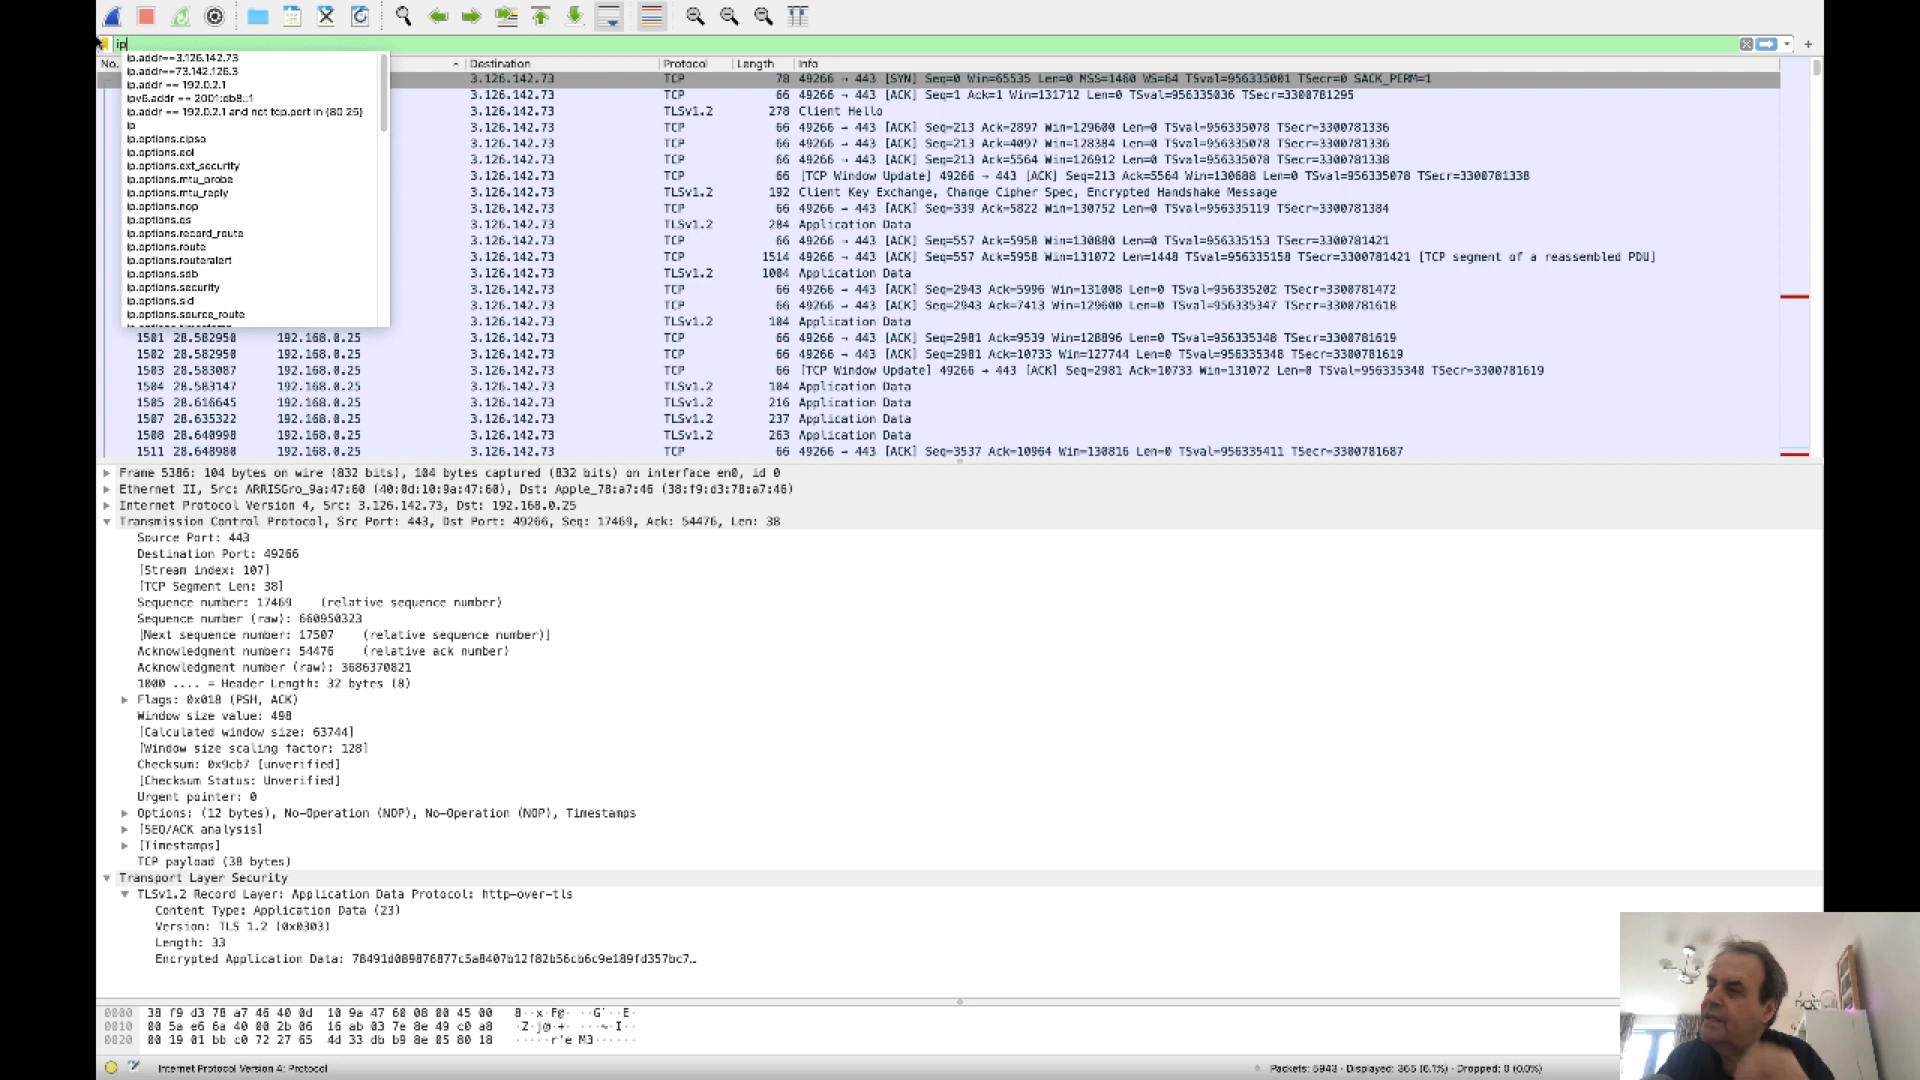 ip
No. Destination Protocol Length Info
ip.addr==3.126.142.73
ip.addr==73.142.126.3
ip.addr == 192.0.2.1
ipv6.addr == 2001:db8::1
ip.addr == 192.0.2.1 and not tcp.port in {80 25}
ip
ip.options.cipso
ip.options.eol
ip.options.ext_security
ip.options.mtu_probe
ip.options.mtu_reply
ip.options.nop
ip.options.qs
ip.options.record_route
ip.options.route
ip.options.routeralert
ip.options.sdb
ip.options.security
ip.options.sid
ip.options.source_route
3.126.142.73 TCP 78 49266 → 443 [SYN] Seq=0 Win=65535 Len=0 MSS=1460 WS=64 TSval=956335001 TSecr=0 SACK_PERM=1
3.126.142.73 TCP 66 49266 → 443 [ACK] Seq=1 Ack=1 Win=131712 Len=0 TSval=956335036 TSecr=3300781295
3.126.142.73 TLSv1.2 278 Client Hello
3.126.142.73 TCP 66 49266 → 443 [ACK] Seq=213 Ack=2897 Win=129600 Len=0 TSval=956335078 TSecr=3300781336
3.126.142.73 TCP 66 49266 → 443 [ACK] Seq=213 Ack=4097 Win=128384 Len=0 TSval=956335078 TSecr=3300781336
3.126.142.73 TCP 66 49266 → 443 [ACK] Seq=213 Ack=5564 Win=126912 Len=0 TSval=956335078 TSecr=3300781338
3.126.142.73 TCP 66 [TCP Window Update] 49266 → 443 [ACK] Seq=213 Ack=5564 Win=130688 Len=0 TSval=956335078 TSecr=3300781338
3.126.142.73 TLSv1.2 192 Client Key Exchange, Change Cipher Spec, Encrypted Handshake Message
3.126.142.73 TCP 66 49266 → 443 [ACK] Seq=339 Ack=5822 Win=130752 Len=0 TSval=956335119 TSecr=3300781384
3.126.142.73 TLSv1.2 284 Application Data
3.126.142.73 TCP 66 49266 → 443 [ACK] Seq=557 Ack=5958 Win=130880 Len=0 TSval=956335153 TSecr=3300781421
3.126.142.73 TCP 1514 49266 → 443 [ACK] Seq=557 Ack=5958 Win=131072 Len=1448 TSval=956335158 TSecr=3300781421 [TCP segment of a reassembled PDU]
3.126.142.73 TLSv1.2 1004 Application Data
3.126.142.73 TCP 66 49266 → 443 [ACK] Seq=2943 Ack=5996 Win=131008 Len=0 TSval=956335202 TSecr=3300781472
3.126.142.73 TCP 66 49266 → 443 [ACK] Seq=2943 Ack=7413 Win=129600 Len=0 TSval=956335347 TSecr=3300781618
3.126.142.73 TLSv1.2 104 Application Data
1501 28.582950 192.168.0.25 3.126.142.73 TCP 66 49266 → 443 [ACK] Seq=2981 Ack=9539 Win=128896 Len=0 TSval=956335348 TSecr=3300781619
1502 28.582950 192.168.0.25 3.126.142.73 TCP 66 49266 → 443 [ACK] Seq=2981 Ack=10733 Win=127744 Len=0 TSval=956335348 TSecr=3300781619
1503 28.583087 192.168.0.25 3.126.142.73 TCP 66 [TCP Window Update] 49266 → 443 [ACK] Seq=2981 Ack=10733 Win=131072 Len=0 TSval=956335348 TSecr=3300781619
1504 28.583147 192.168.0.25 3.126.142.73 TLSv1.2 104 Application Data
1505 28.616645 192.168.0.25 3.126.142.73 TLSv1.2 216 Application Data
1507 28.635322 192.168.0.25 3.126.142.73 TLSv1.2 237 Application Data
1508 28.640998 192.168.0.25 3.126.142.73 TLSv1.2 263 Application Data
1511 28.648980 192.168.0.25 3.126.142.73 TCP 66 49266 → 443 [ACK] Seq=3537 Ack=10964 Win=130816 Len=0 TSval=956335411 TSecr=3300781687
Frame 5386: 104 bytes on wire (832 bits), 104 bytes captured (832 bits) on interface en0, id 0
Ethernet II, Src: ARRISGro_9a:47:60 (40:0d:10:9a:47:60), Dst: Apple_78:a7:46 (38:f9:d3:78:a7:46)
Internet Protocol Version 4, Src: 3.126.142.73, Dst: 192.168.0.25
Transmission Control Protocol, Src Port: 443, Dst Port: 49266, Seq: 17469, Ack: 54476, Len: 38
Source Port: 443
Destination Port: 49266
[Stream index: 107]
[TCP Segment Len: 38]
Sequence number: 17469 (relative sequence number)
Sequence number (raw): 660950323
[Next sequence number: 17507 (relative sequence number)]
Acknowledgment number: 54476 (relative ack number)
Acknowledgment number (raw): 3686370821
1000 .... = Header Length: 32 bytes (8)
Flags: 0x018 (PSH, ACK)
Window size value: 498
[Calculated window size: 63744]
[Window size scaling factor: 128]
Checksum: 0x9cb7 [unverified]
[Checksum Status: Unverified]
Urgent pointer: 0
Options: (12 bytes), No-Operation (NOP), No-Operation (NOP), Timestamps
[SEQ/ACK analysis]
[Timestamps]
TCP payload (38 bytes)
Transport Layer Security
TLSv1.2 Record Layer: Application Data Protocol: http-over-tls
Content Type: Application Data (23)
Version: TLS 1.2 (0x0303)
Length: 33
Encrypted Application Data: 78491d089876877c5a8407b12f82b56cb6c9e189fd357bc7…
0000 38 f9 d3 78 a7 46 40 0d 10 9a 47 60 08 00 45 00 8··x·F@· ··G`··E·
0010 00 5a e6 6a 40 00 2b 06 16 ab 03 7e 8e 49 c0 a8 ·Z·j@·+· ···~·I··
0020 00 19 01 bb c0 72 27 65 4d 33 db b9 8e 85 80 18 ·····r'e M3······
Internet Protocol Version 4: Protocol
Packets: 5943 · Displayed: 365 (6.1%) · Dropped: 0 (0.0%)